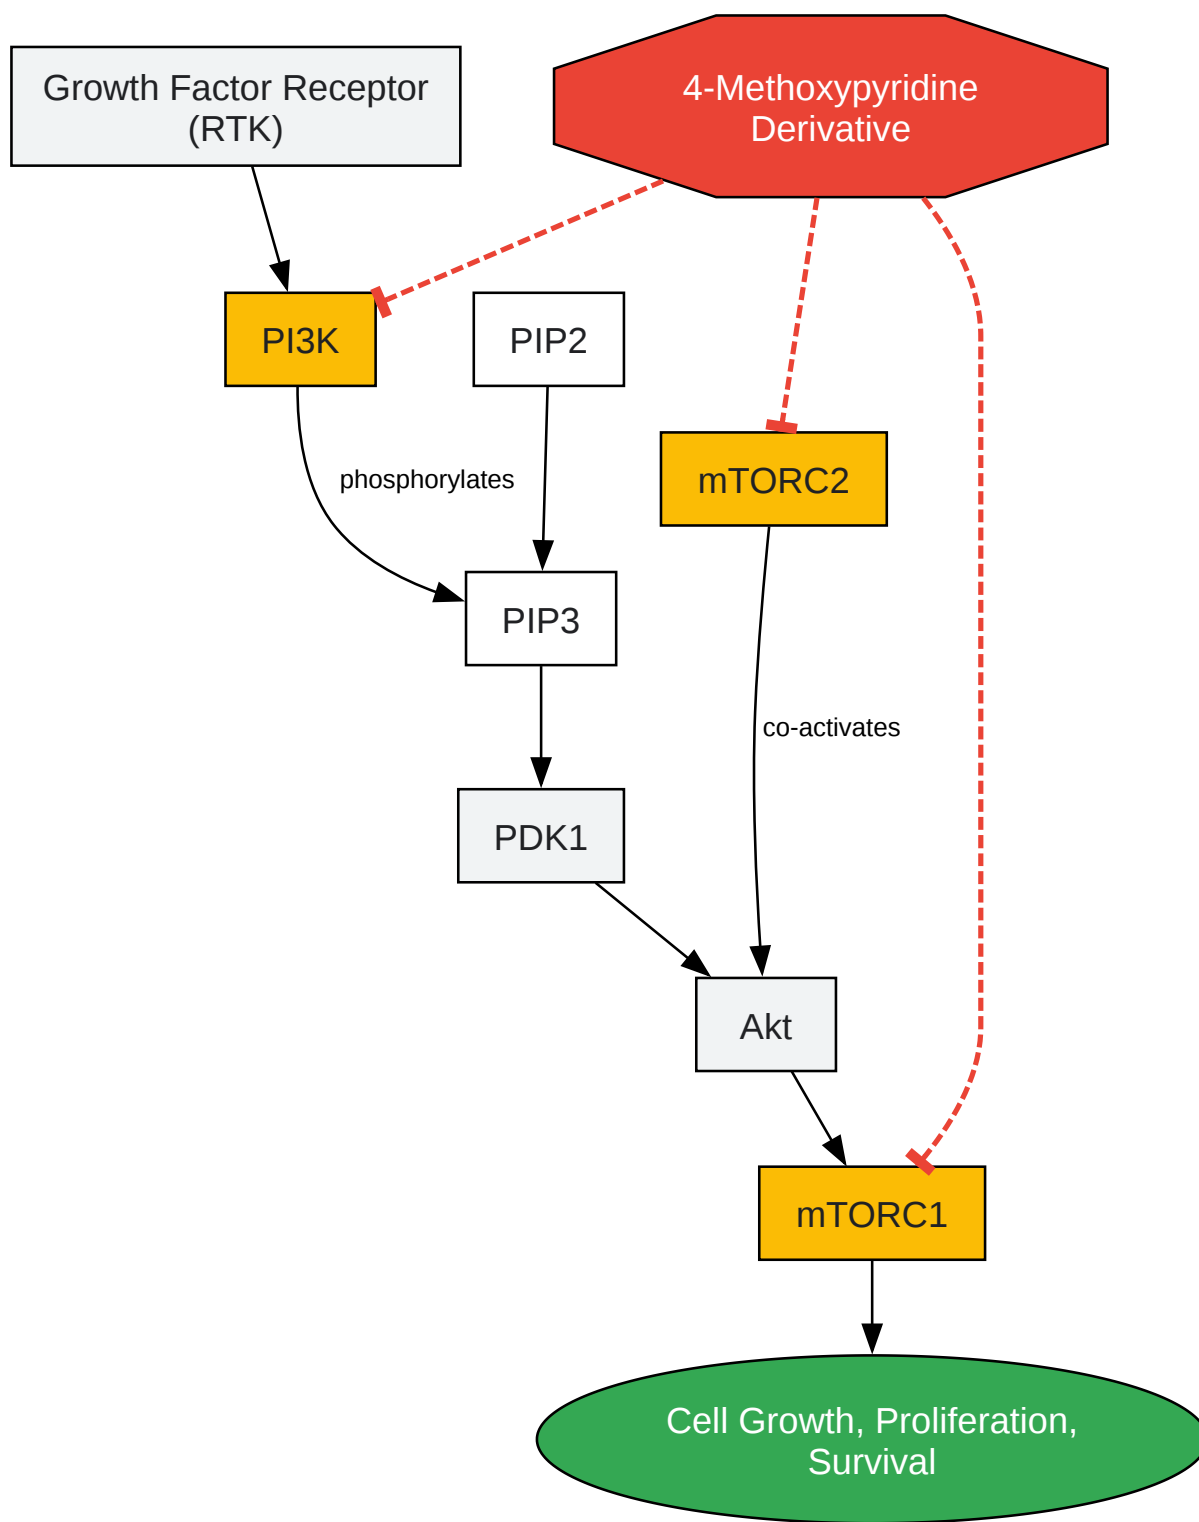 Growth Factor Receptor
(RTK)
4-Methoxypyridine
Derivative
PI3K
PIP2
phosphorylates
mTORC2
PIP3
co-activates
PDK1
Akt
mTORC1
Cell Growth, Proliferation,
Survival